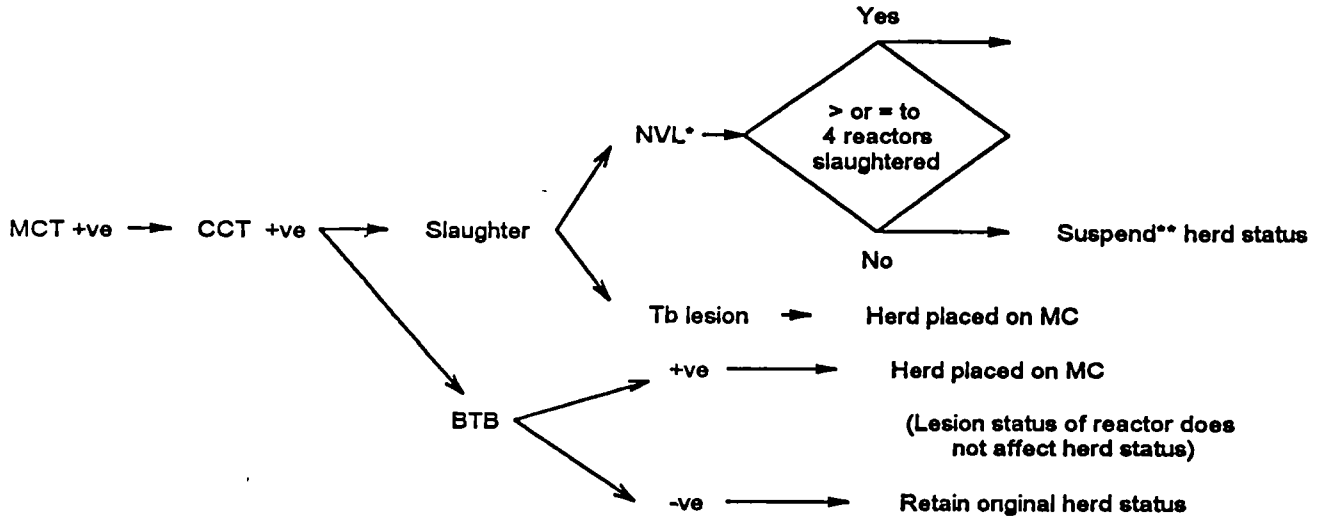 Yes
> or = to
4 reactors
slaughtered
NVL*
MCT +ve
CCT +ve
Slaughter
Suspend** herd status
No
Tb lesion
Herd placed on MC
+ve
Herd placed on MC
BTB
(Lesion status of reactor does
not affect herd status)
-ve
Retain onginal herd status